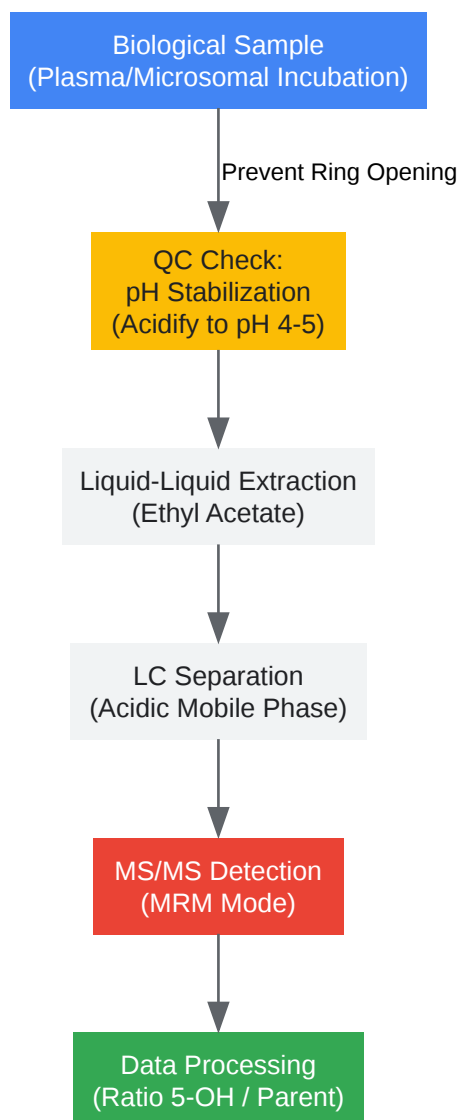 Biological Sample
(Plasma/Microsomal Incubation)
Prevent Ring Opening
QC Check:
pH Stabilization
(Acidify to pH 4-5)
Liquid-Liquid Extraction
(Ethyl Acetate)
LC Separation
(Acidic Mobile Phase)
MS/MS Detection
(MRM Mode)
Data Processing
(Ratio 5-OH / Parent)